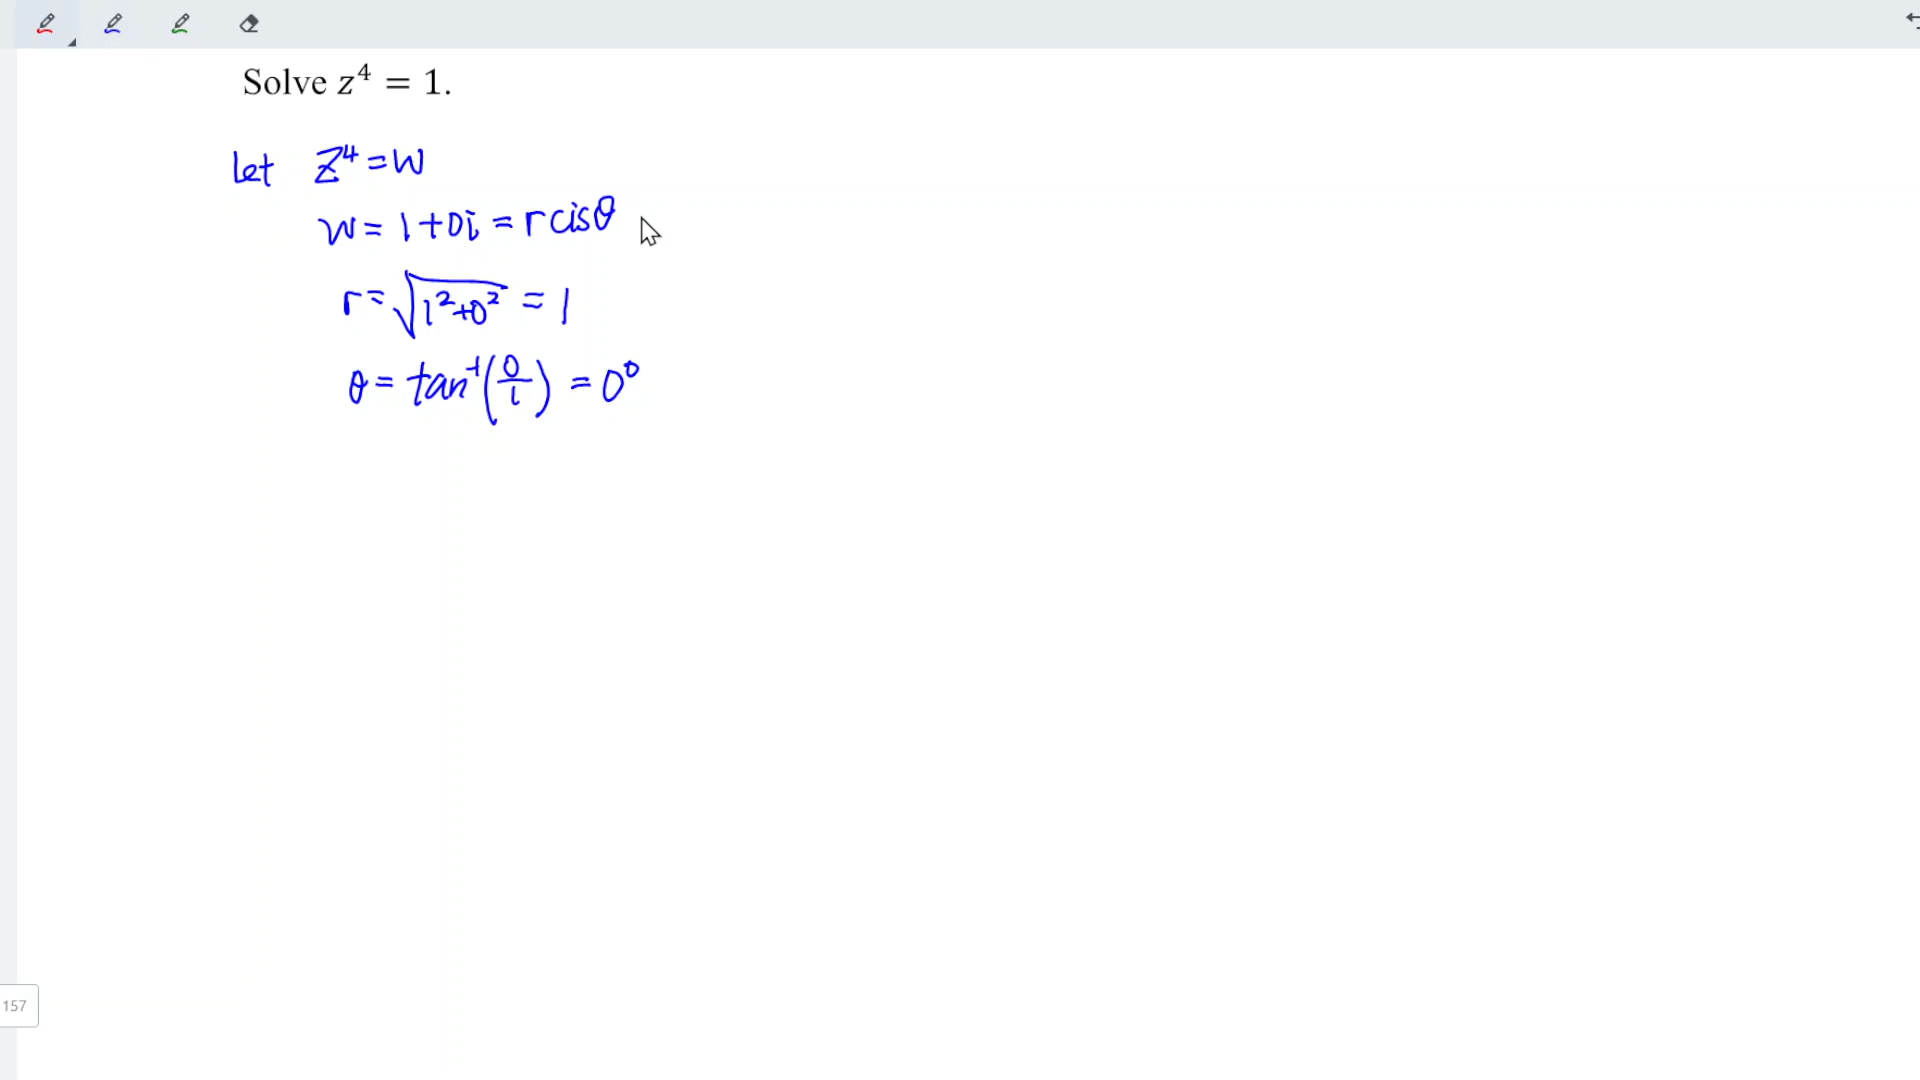 Solve z⁴ = 1.
let z⁴ = w
w = 1+0i = r cis θ
r = √(1²+0²) = 1
θ = tan⁻¹(0/1) = 0°
157